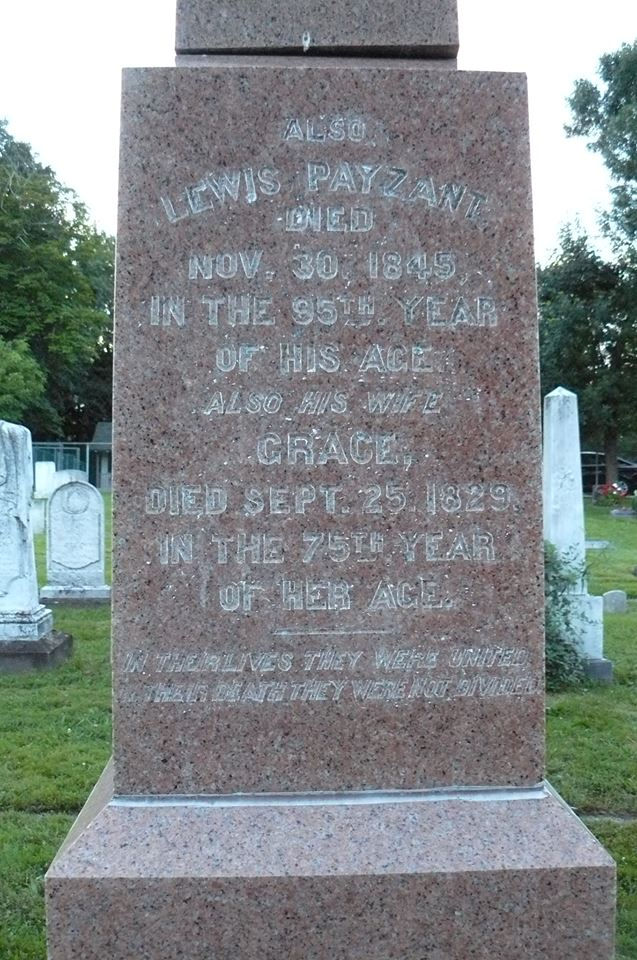 ALSO
LEWIS PAYZANT
DIED
NOV. 30. 1845,
IN THE 95TH. YEAR
OF HIS AGE.
ALSO HIS WIFE
GRACE,
DIED SEPT. 25. 1829.
IN THE 75TH YEAR
OF HER AGE.
IN THEIR LIVES THEY WERE UNITED,
THEIR DEATH THEY WERE NOT DIVIDED